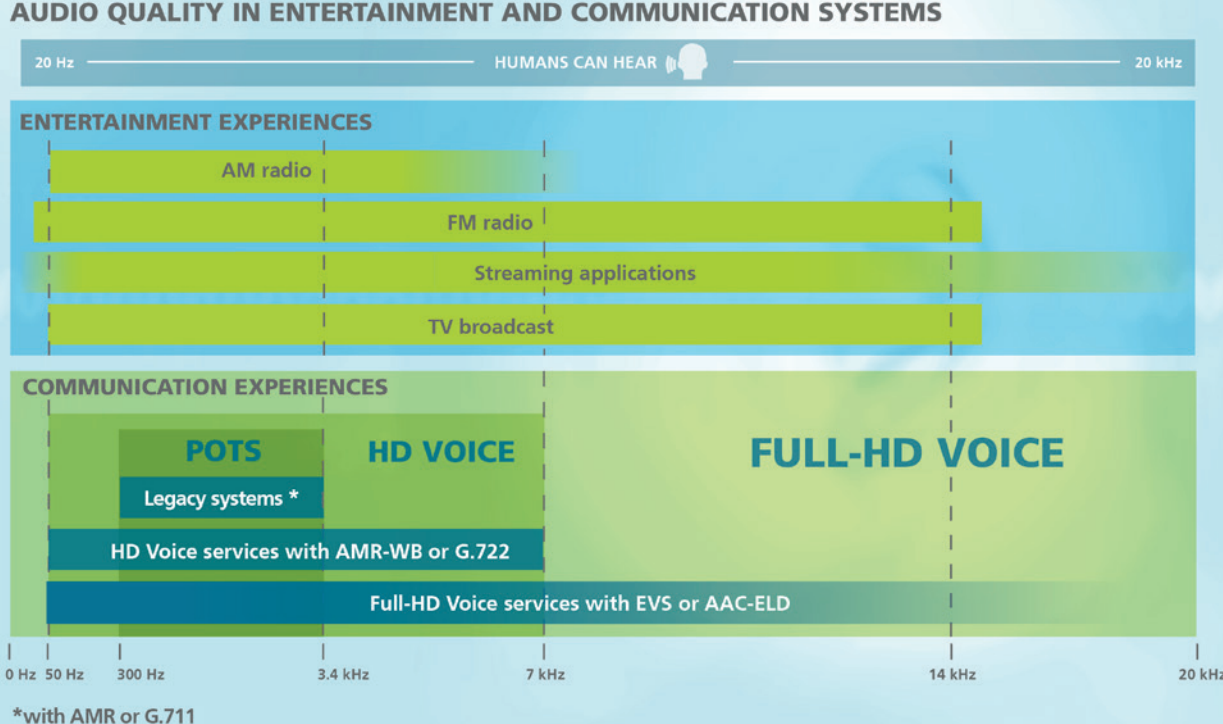 AUDIO QUALITY IN ENTERTAINMENT AND COMMUNICATION SYSTEMS
20 Hz HUMANS CAN HEAR 20 kHz
ENTERTAINMENT EXPERIENCES
AM radio
FM radio
Streaming applications
TV broadcast
COMMUNICATION EXPERIENCES
POTS HD VOICE FULL-HD VOICE
Legacy systems *
HD Voice services with AMR-WB or G.722
Full-HD Voice services with EVS or AAC-ELD
0 Hz 50 Hz 300 Hz 3.4 kHz 7 kHz 14 kHz 20 kHz
*with AMR or G.711